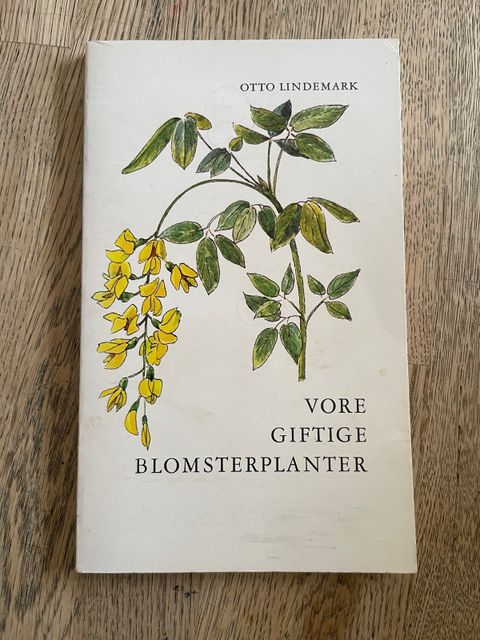 OTTO LINDEMARK
VORE
GIFTIGE
BLOMSTERPLANTER